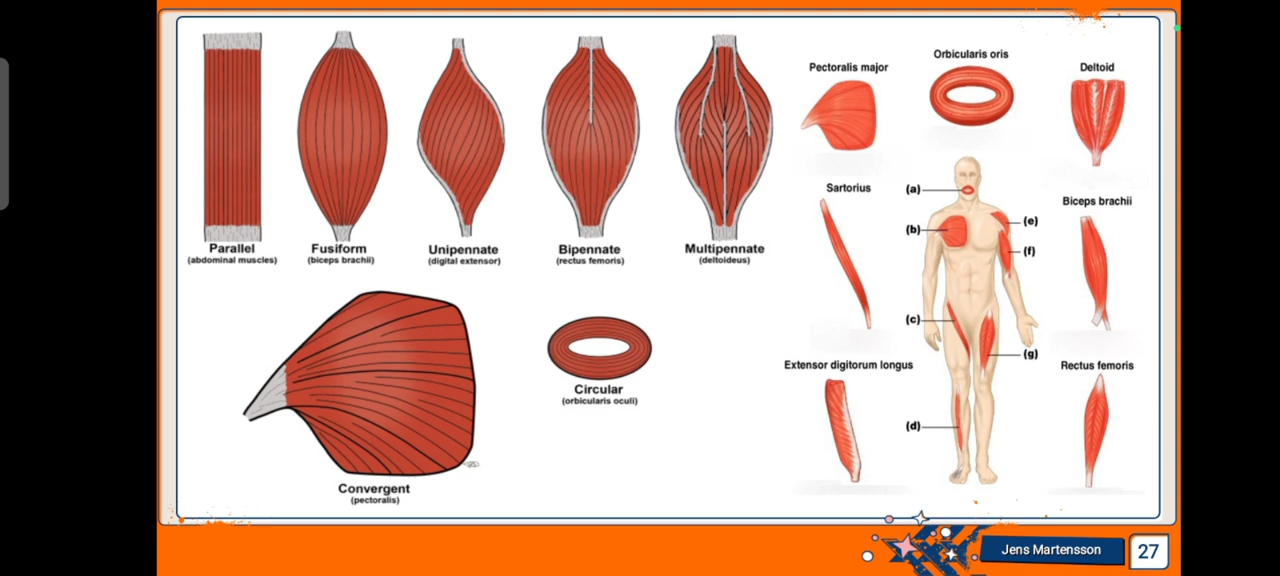 Parallel
(abdominal muscles)
Fusiform
(biceps brachii)
Unipennate
(digital extensor)
Bipennate
(rectus femoris)
Multipennate
(deltoideus)
Convergent
(pectoralis)
Circular
(orbicularis oculi)
Pectoralis major
Orbicularis oris
Deltoid
Sartorius
Biceps brachii
Extensor digitorum longus
Rectus femoris
(a)
(b)
(c)
(d)
(e)
(f)
(g)
Jens Martensson
27